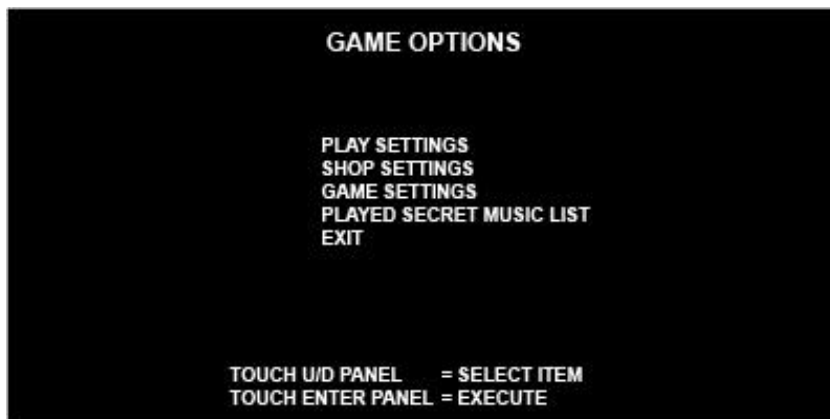 GAME OPTIONS
PLAY SETTINGS
SHOP SETTINGS
GAME SETTINGS
PLAYED SECRET MUSIC LIST
EXIT
TOUCH U/D PANEL = SELECT ITEM
TOUCH ENTER PANEL = EXECUTE